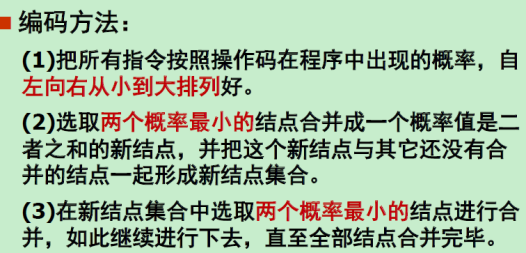 编码方法：
(1)把所有指令按照操作码在程序中出现的概率，自
左向右从小到大排列好。
(2)选取两个概率最小的结点合并成一个概率值是二
者之和的新结点，并把这个新结点与其它还没有合
并的结点一起形成新结点集合。
(3)在新结点集合中选取两个概率最小的结点进行合
并，如此继续进行下去，直至全部结点合并完毕。